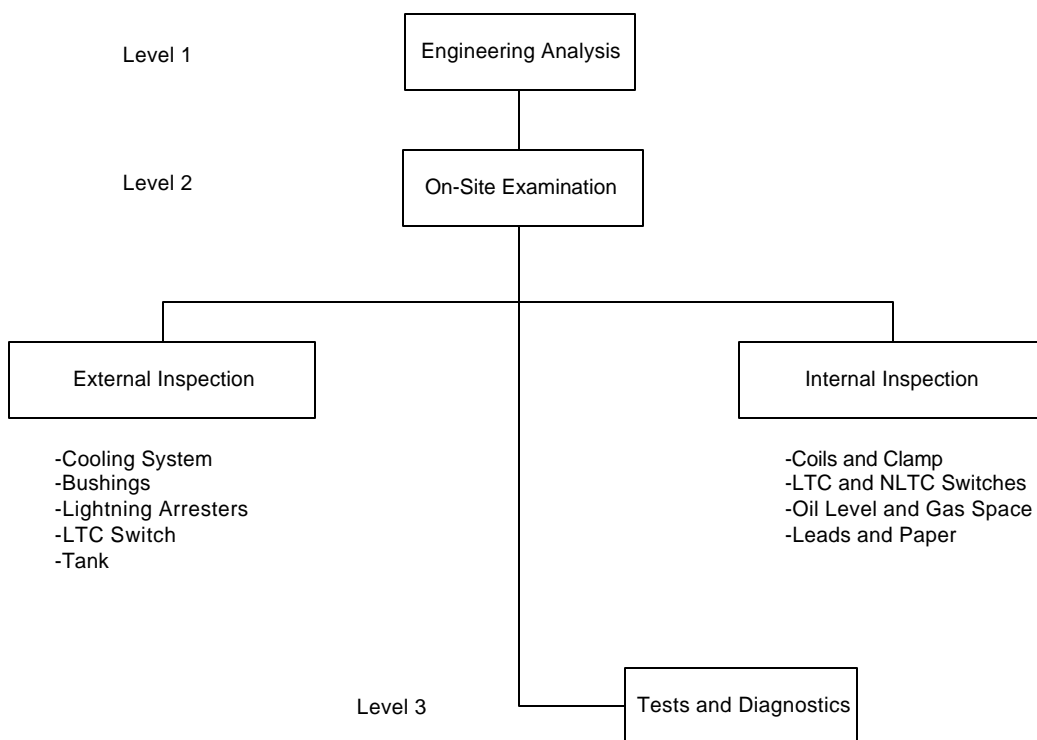 Level 1
Engineering Analysis
Level 2
On-Site Examination
External Inspection
-Cooling System
-Bushings
-Lightning Arresters
-LTC Switch
-Tank
Internal Inspection
-Coils and Clamp
-LTC and NLTC Switches
-Oil Level and Gas Space
-Leads and Paper
Level 3
Tests and Diagnostics